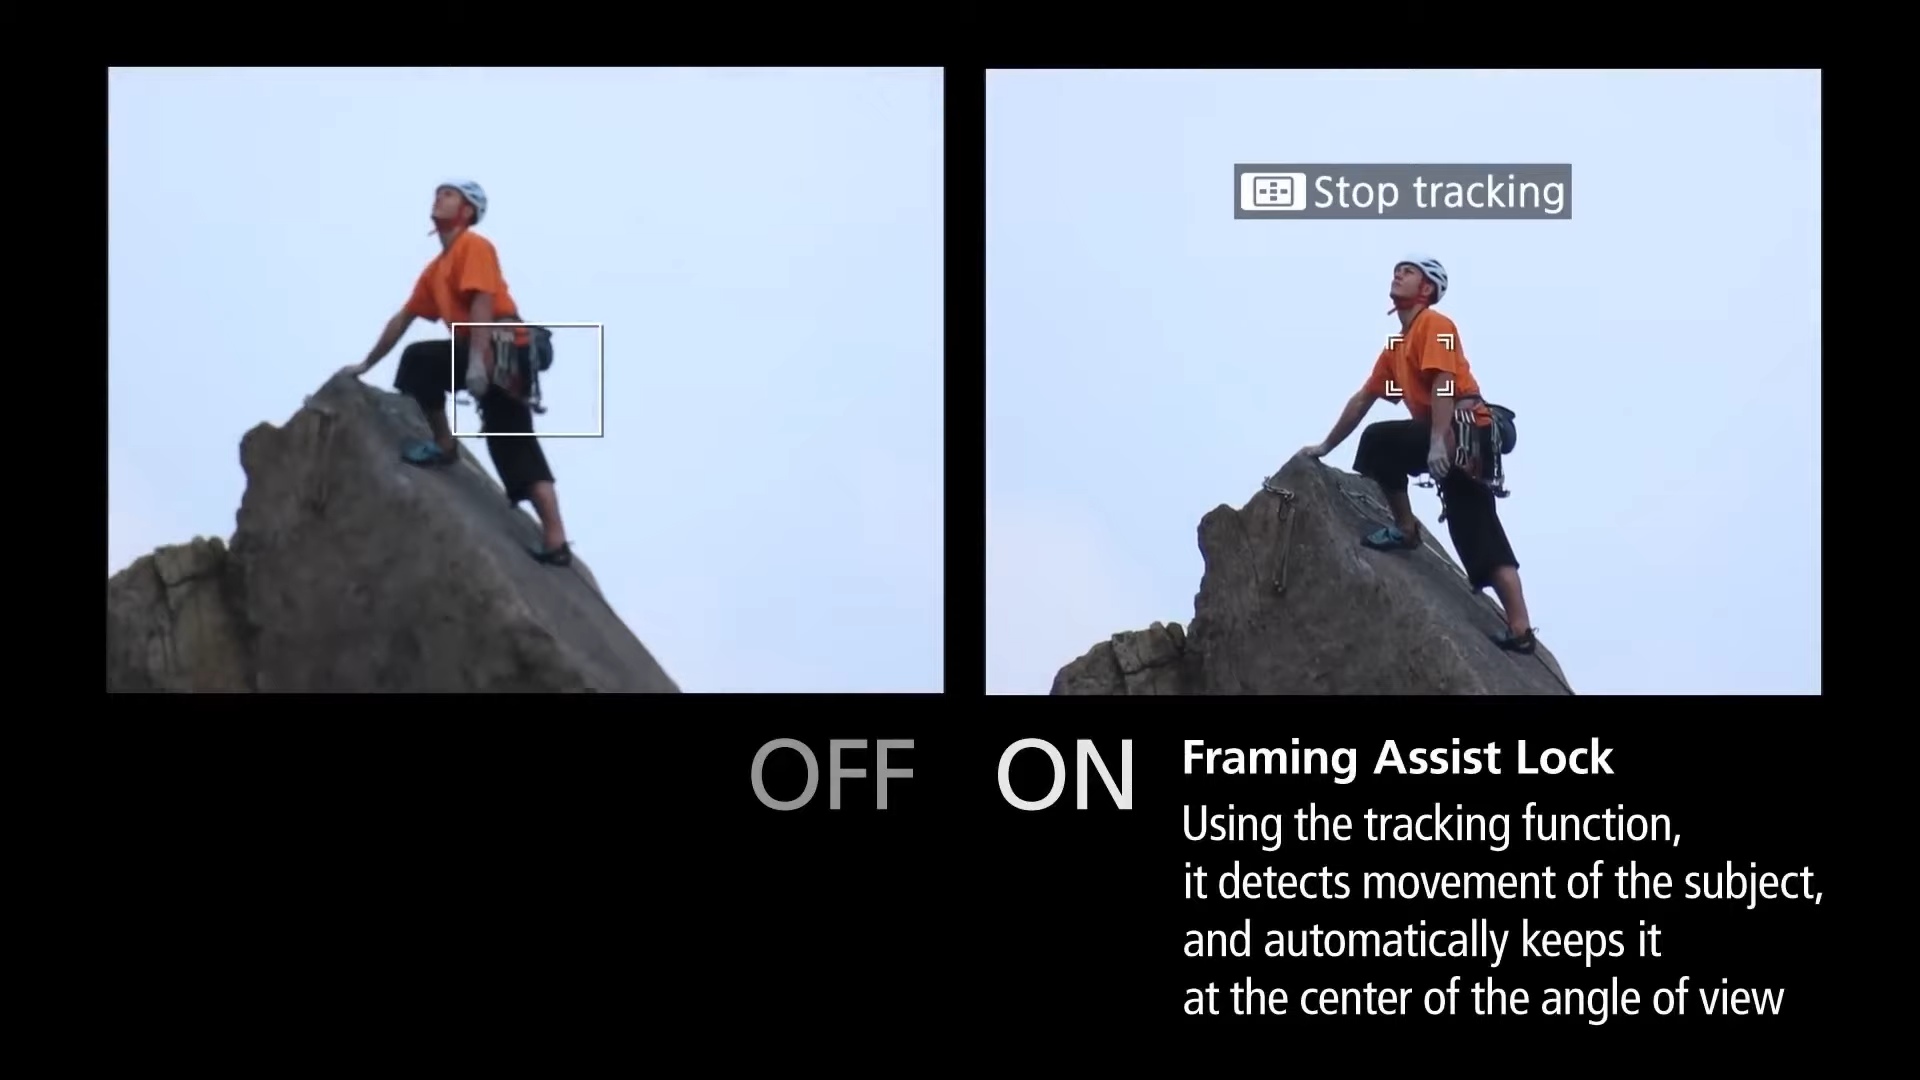 Stop tracking
OFF
ON
Framing Assist Lock
Using the tracking function,
it detects movement of the subject,
and automatically keeps it
at the center of the angle of view